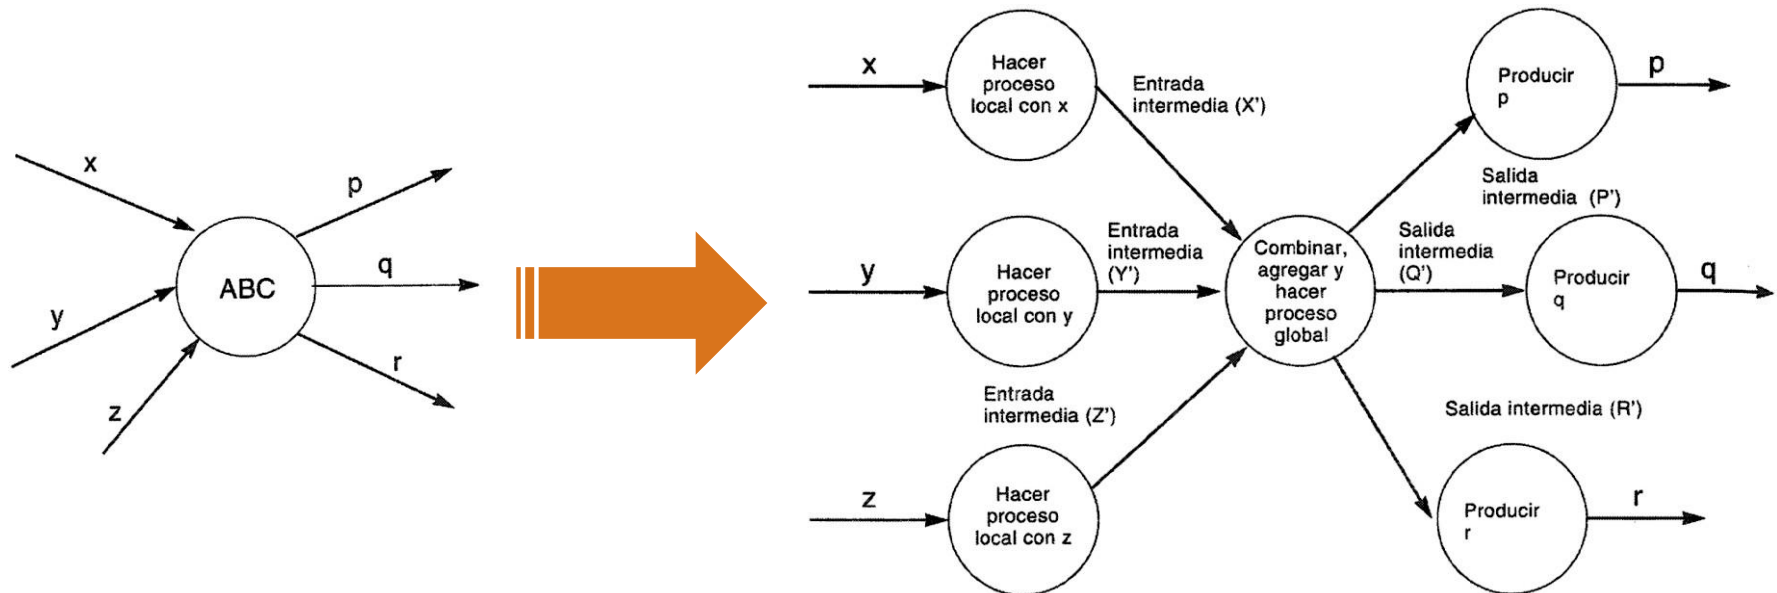 x
y
z
ABC
p
q
r
x
Hacer
proceso
local con x
Entrada
intermedia (X’)
y
Hacer
proceso
local con y
Entrada
intermedia
(Y’)
z
Hacer
proceso
local con z
Entrada
intermedia (Z’)
Combinar,
agregar y
hacer
proceso
global
Producir
p
p
Salida
intermedia (P’)
Salida
intermedia
(Q’)
Producir
q
q
Salida intermedia (R’)
Producir
r
r